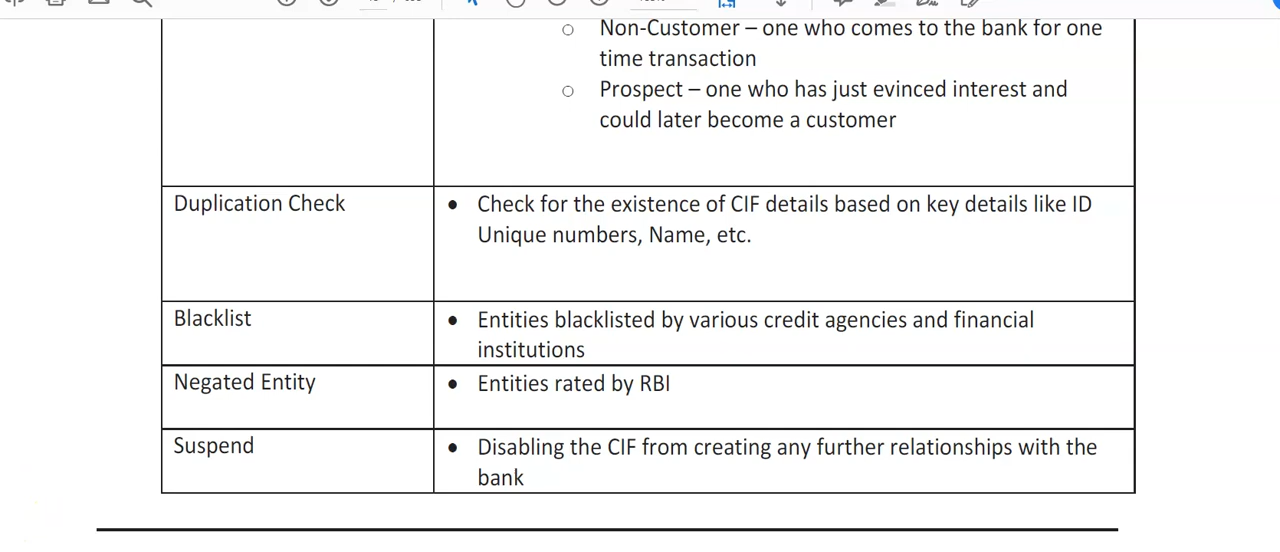 Non-Customer – one who comes to the bank for one
time transaction
Prospect – one who has just evinced interest and
could later become a customer
Duplication Check
Check for the existence of CIF details based on key details like ID
Unique numbers, Name, etc.
Blacklist
Entities blacklisted by various credit agencies and financial
institutions
Negated Entity
Entities rated by RBI
Suspend
Disabling the CIF from creating any further relationships with the
bank